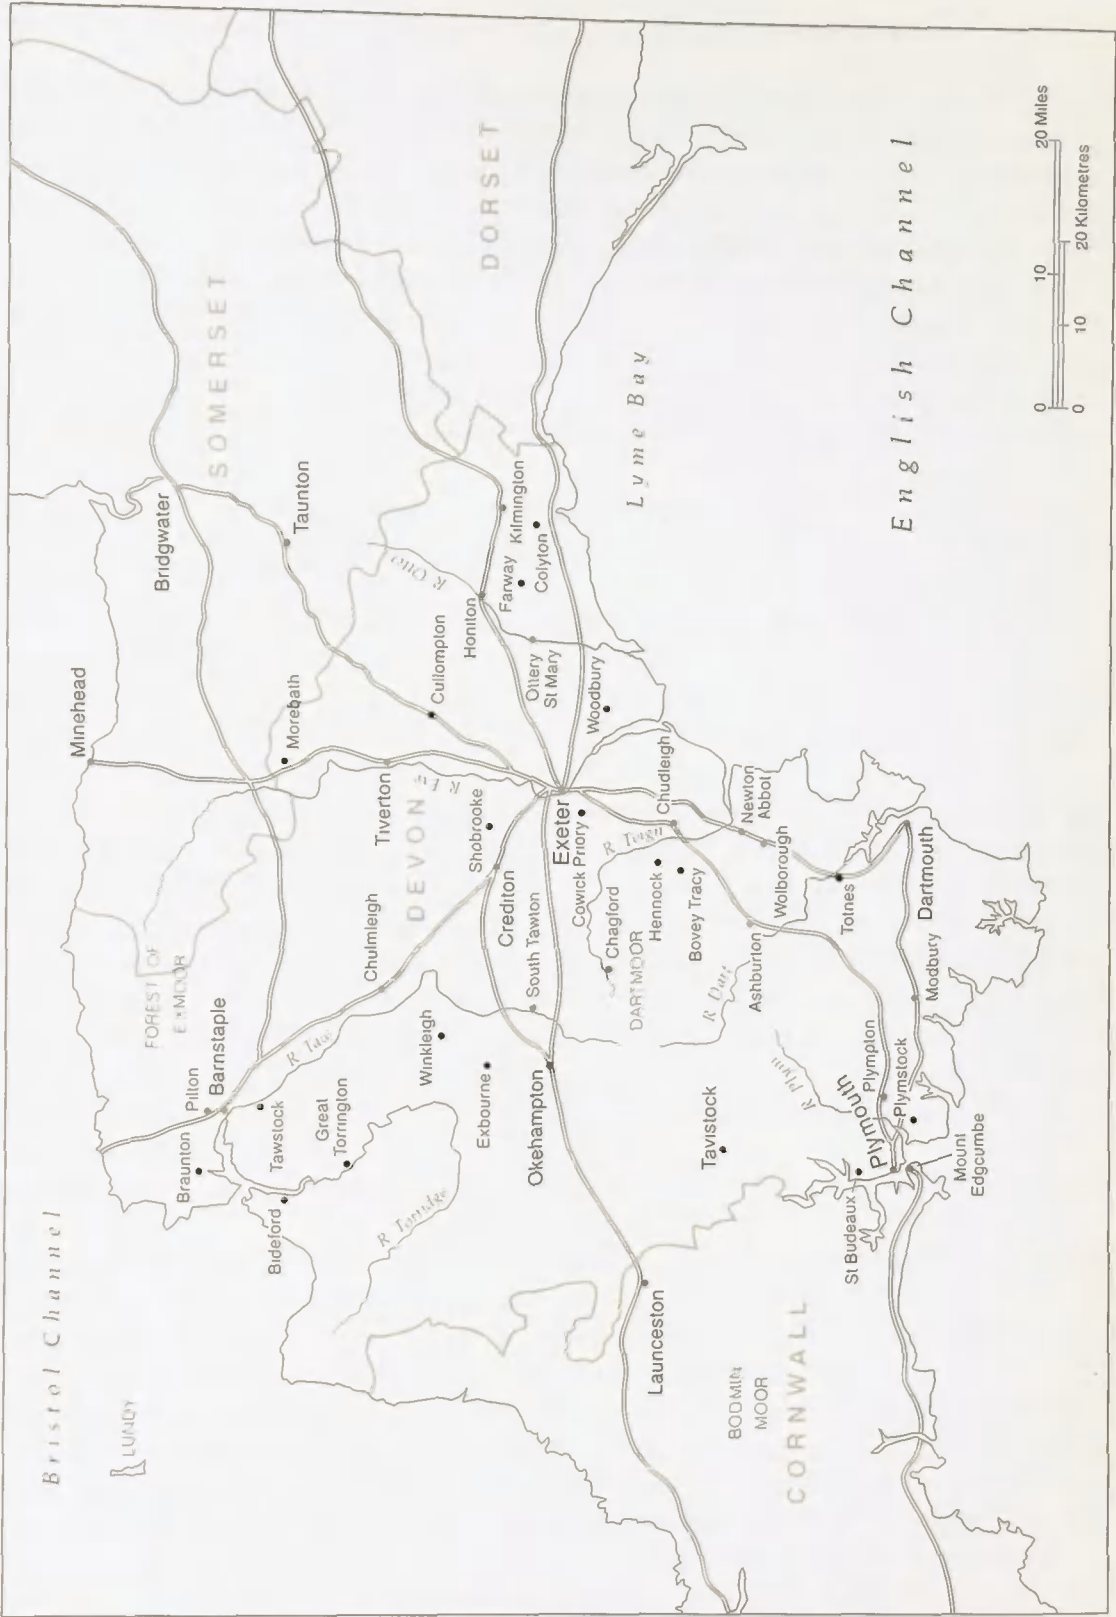 Bristol Channel
LUNDY
Minehead
Bridgwater
SOMERSET
Taunton
DORSET
FOREST OF
EXMOOR
Pilton
Barnstaple
Braunton
Tawstock
Great
Torrington
Bideford
R Taw
Chulmleigh
Morebath
Tiverton
R Exe
DEVON
Cullompton
R Otter
Honiton
Farway
Kilmington
Colyton
Ottery
St Mary
Woodbury
Lyme Bay
Shobrooke
Crediton
Winkleigh
Exbourne
Okehampton
South Tawton
Exeter
Cowick
Priory
R Teign
Chagford
DARTMOOR
Hennock
Bovey Tracy
Chudleigh
Newton
Abbot
Wolborough
R Dart
Ashburton
Totnes
Dartmouth
Modbury
Tavistock
R Plym
Plympton
Plymouth
Plymstock
St Budeaux
Mount
Edgcumbe
Launceston
BODMIN
MOOR
CORNWALL
R Torridge
English Channel
0 10 20 Miles
0 10 20 Kilometres